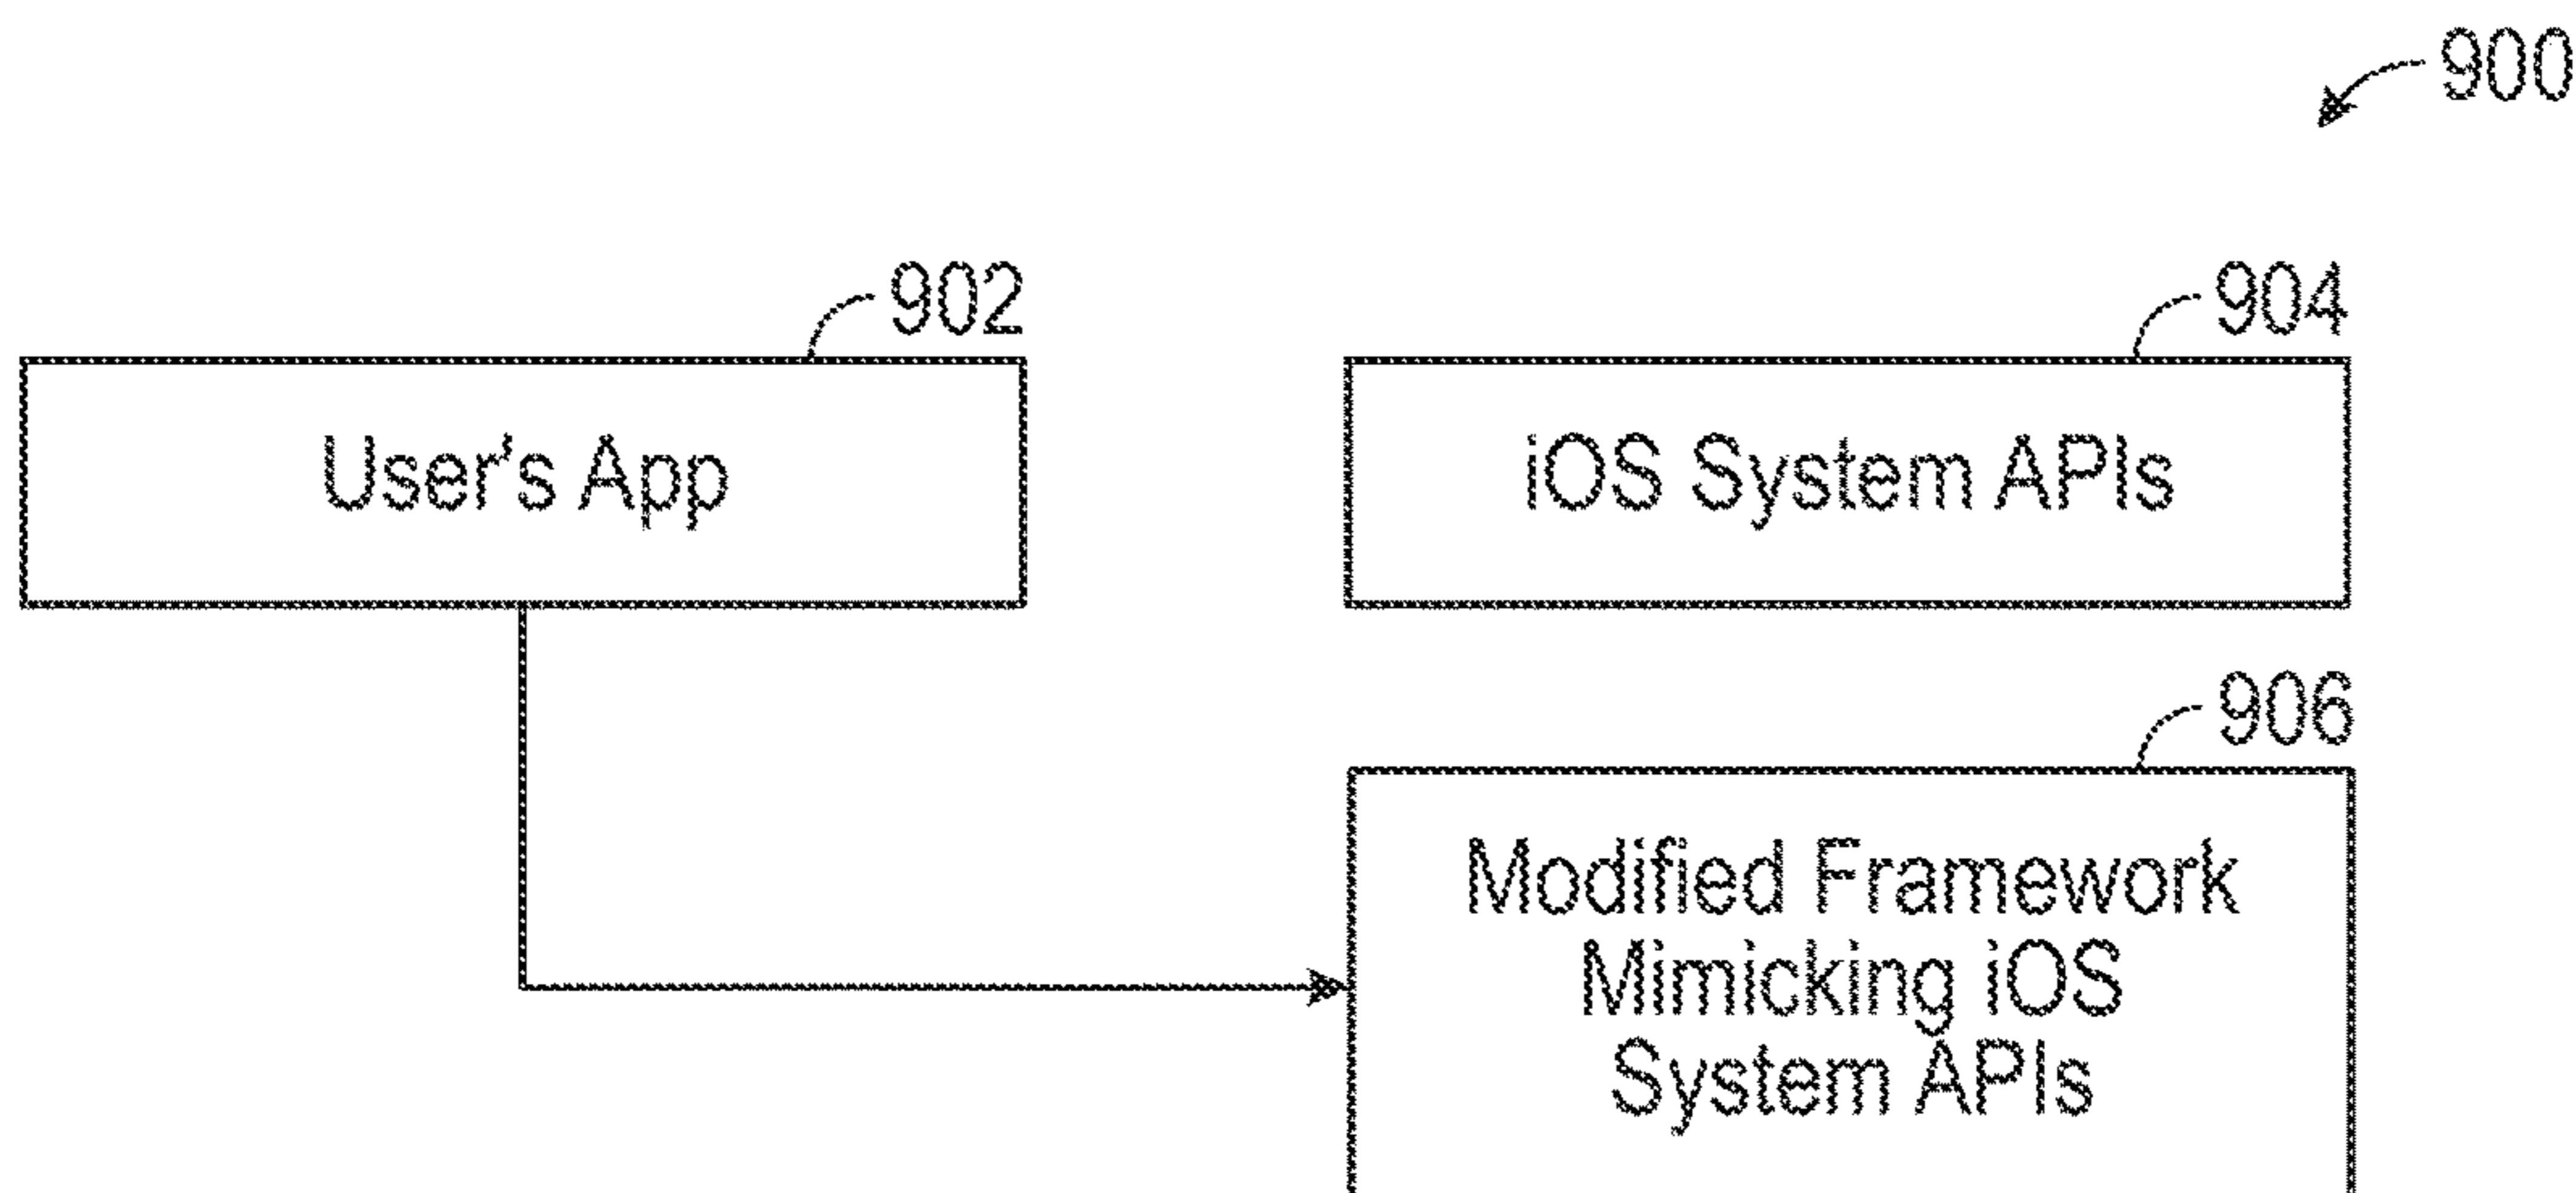 900
902
904
User's App
iOS System APIs
906
Modified Framework
Mimicking iOS
System APIs